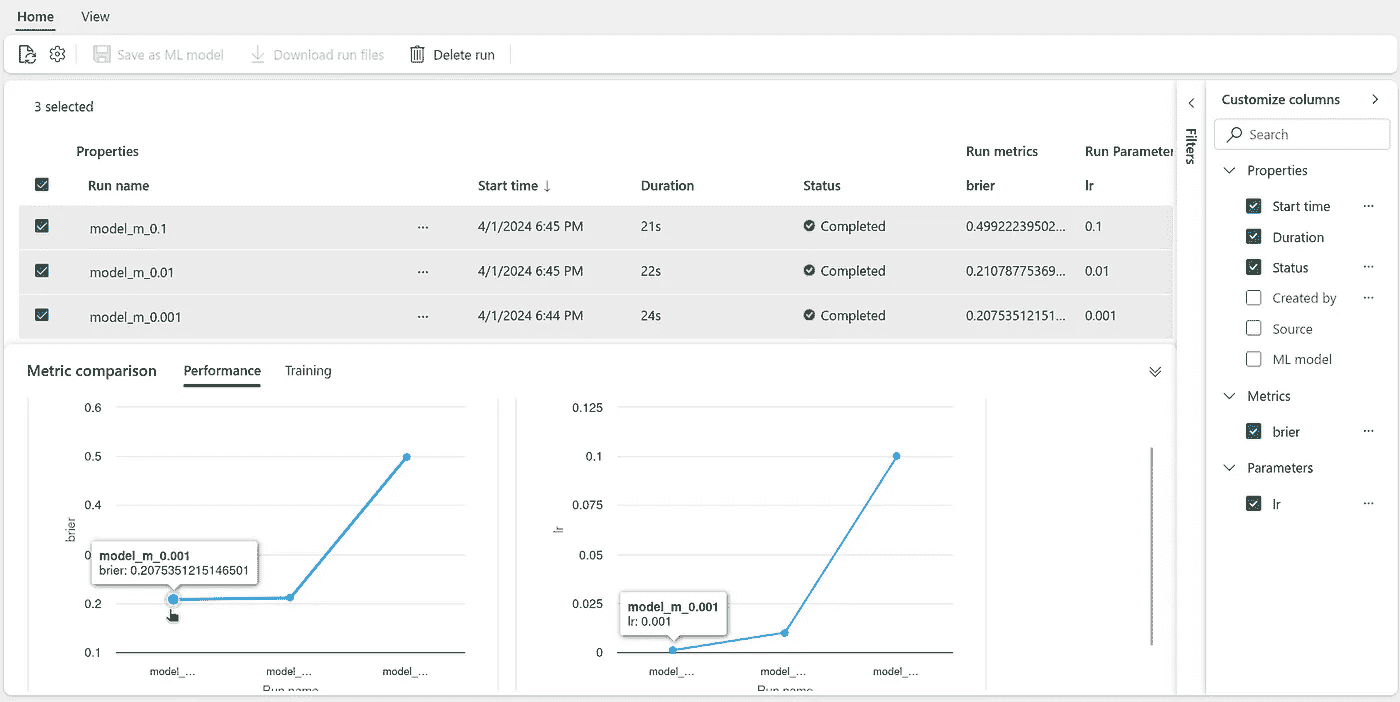 Home View
Save as ML model Download run files Delete run
3 selected
Properties Run metrics Run Parameter
Run name Start time ↓ Duration Status brier lr
model_m_0.1 ... 4/1/2024 6:45 PM 21s Completed 0.49922239502... 0.1
model_m_0.01 ... 4/1/2024 6:45 PM 22s Completed 0.21078775369... 0.01
model_m_0.001 ... 4/1/2024 6:44 PM 24s Completed 0.20753512151... 0.001
Metric comparison Performance Training
0.6
0.5
0.4
0
0.2
0.1
brier
model_m_0.001
brier: 0.2075351215146501
model_... model_... model_...
Run name
0.125
0.1
0.075
0.05
0.025
0
lr
model_m_0.001
lr: 0.001
model_... model_... model_...
Run name
Filters
Customize columns
Search
Properties
Start time ...
Duration
Status ...
Created by ...
Source
ML model
Metrics
brier ...
Parameters
lr ...